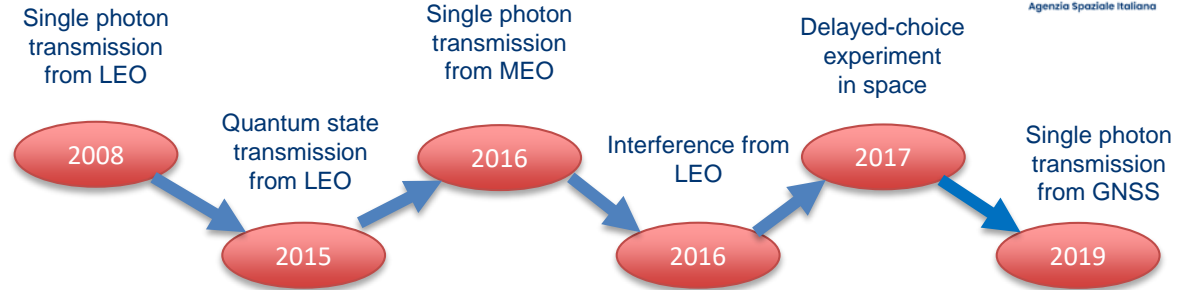 Agenzia Spaziale Italiana
Single photon
transmission
from LEO
2008
Quantum state
transmission
from LEO
2015
Single photon
transmission
from MEO
2016
Interference from
LEO
2016
Delayed-choice
experiment
in space
2017
Single photon
transmission
from GNSS
2019